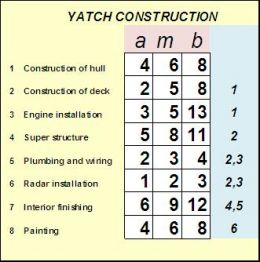 YATCH CONSTRUCTION
a m b
1 Construction of hull 4 6 8
2 Construction of deck 2 5 8 1
3 Engine installation 3 5 13 1
4 Super structure 5 8 11 2
5 Plumbing and wiring 2 3 4 2,3
6 Radar installation 1 2 3 2,3
7 Interior finishing 6 9 12 4,5
8 Painting 4 6 8 6